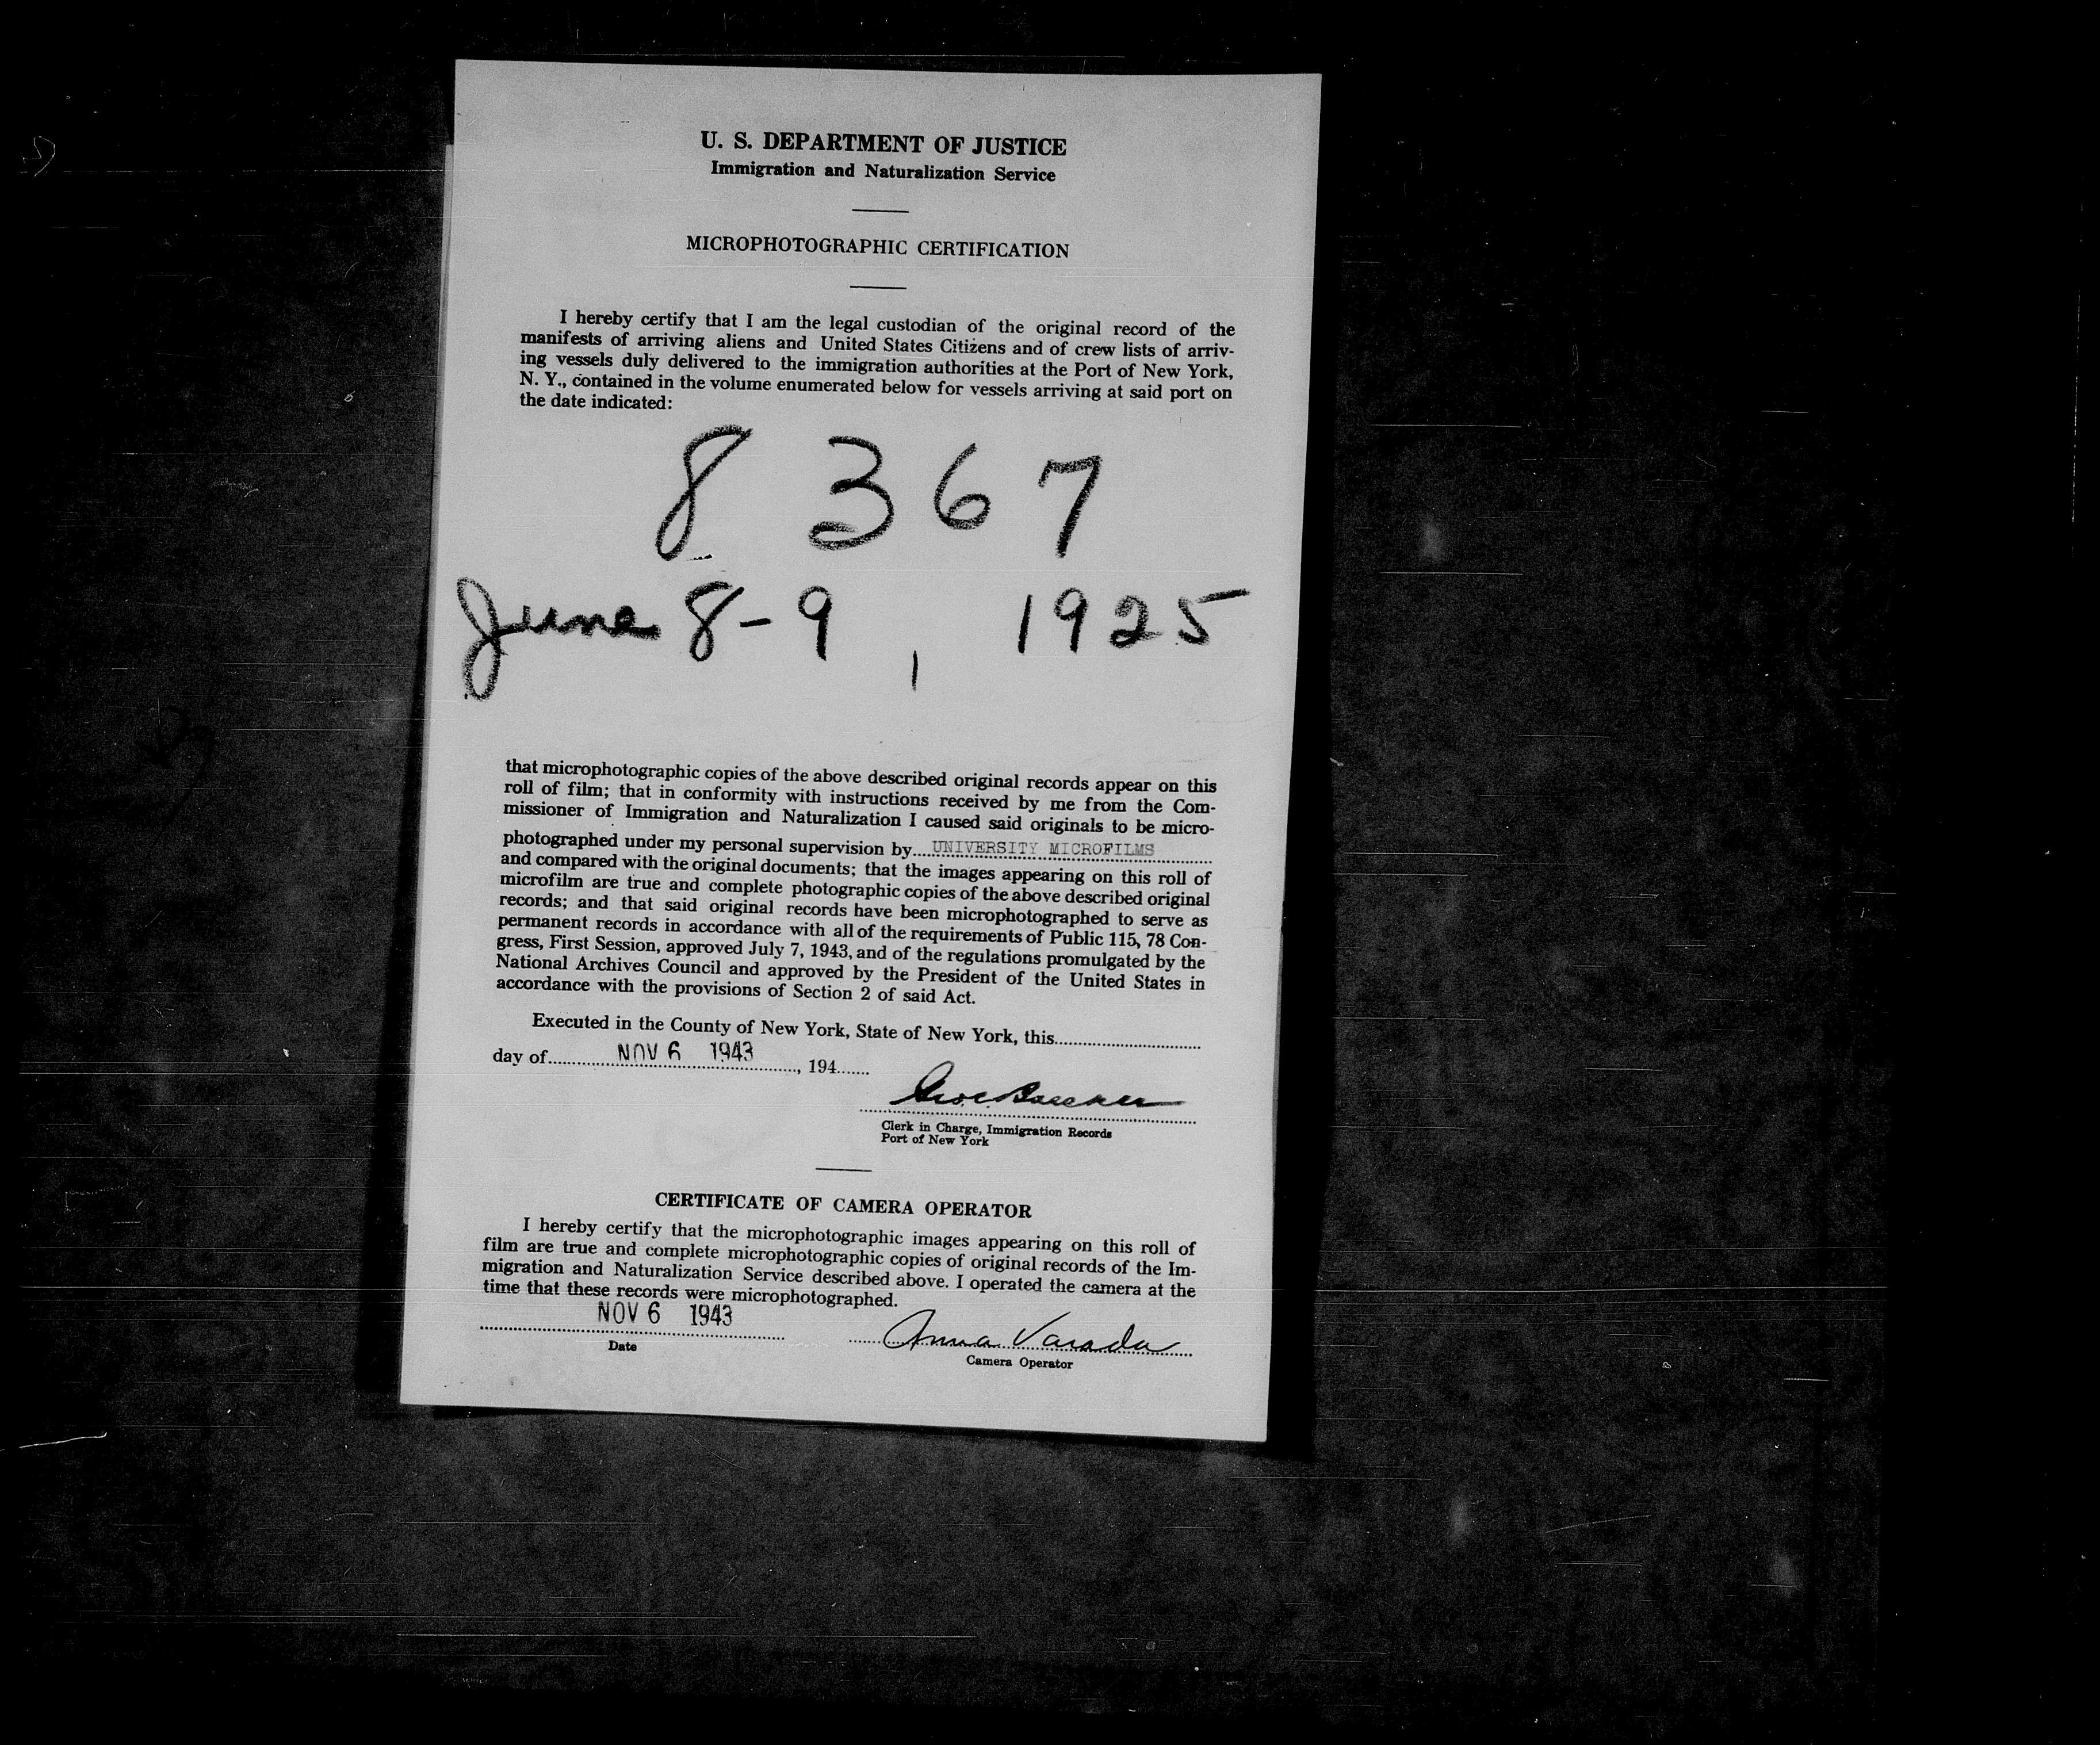 U. S. DEPARTMENT OF JUSTICE
Immigration and Naturalization Service
MICROPHOTOGRAPHIC CERTIFICATION
I hereby certify that I am the legal custodian of the original record of the
manifests of arriving aliens and United States Citizens and of crew lists of arriv-
ing vessels duly delivered to the immigration authorities at the Port of New York,
N. Y., contained in the volume enumerated below for vessels arriving at said port on
the date indicated:
8 367
June 8-9, 1925
that microphotographic copies of the above described original records appear on this
roll of film; that in conformity with instructions received by me from the Com-
missioner of Immigration and Naturalization I caused said originals to be micro-
photographed under my personal supervision by UNIVERSITY MICROFILMS
and compared with the original documents; that the images appearing on this roll of
microfilm are true and complete photographic copies of the above described original
records; and that said original records have been microphotographed to serve as
permanent records in accordance with all of the requirements of Public 115, 78 Con-
gress, First Session, approved July 7, 1943, and of the regulations promulgated by the
National Archives Council and approved by the President of the United States in
accordance with the provisions of Section 2 of said Act.
Executed in the County of New York, State of New York, this
day of NOV 6 1943, 194
Clerk in Charge, Immigration Records
Port of New York
CERTIFICATE OF CAMERA OPERATOR
I hereby certify that the microphotographic images appearing on this roll of
film are true and complete microphotographic copies of original records of the Im-
migration and Naturalization Service described above. I operated the camera at the
time that these records were microphotographed.
NOV 6 1943 Anna Varada
Date Camera Operator